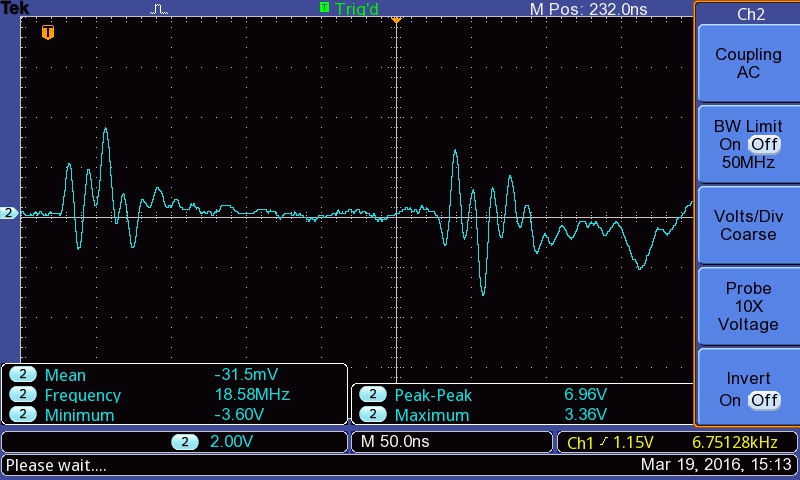 Tek T Trig'd M Pos: 232.0ns Ch2
T
Coupling
AC
BW Limit
On Off
50MHz
2
Volts/Div
Coarse
Probe
10X
Voltage
Invert
On Off
2 Mean -31.5mV
2 Frequency 18.58MHz
2 Minimum -3.60V
2 Peak-Peak 6.96V
2 Maximum 3.36V
2 2.00V M 50.0ns Ch1 1.15V 6.75128kHz
Please wait.... Mar 19, 2016, 15:13